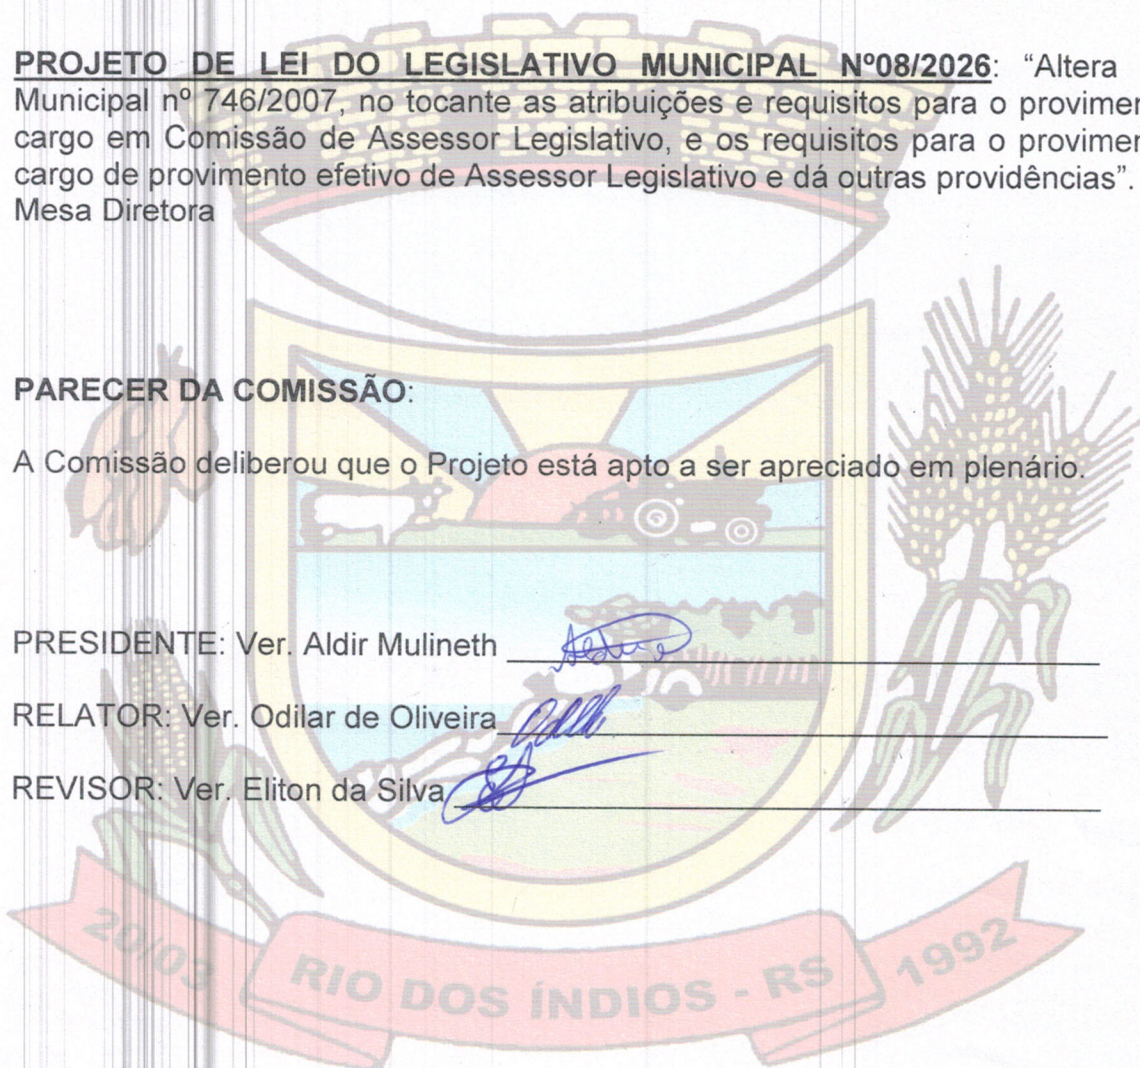 PROJETO DE LEI DO LEGISLATIVO MUNICIPAL Nº08/2026: “Altera
Municipal nº 746/2007, no tocante as atribuições e requisitos para o provimen
cargo em Comissão de Assessor Legislativo, e os requisitos para o provimen
cargo de provimento efetivo de Assessor Legislativo e dá outras providências”.
Mesa Diretora
PARECER DA COMISSÃO:
A Comissão deliberou que o Projeto está apto a ser apreciado em plenário.
PRESIDENTE: Ver. Aldir Mulineth
RELATOR: Ver. Odilar de Oliveira
REVISOR: Ver. Eliton da Silva
20/03 RIO DOS ÍNDIOS - RS 1992